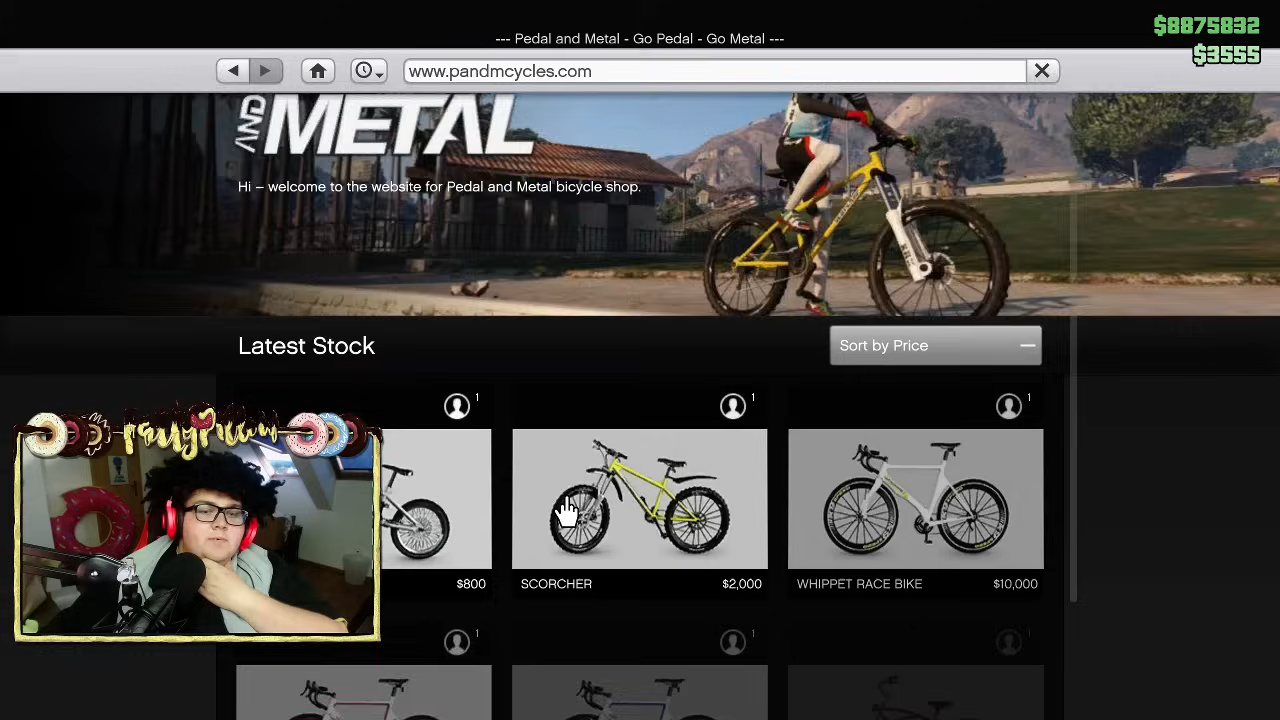 $8875832
--- Pedal and Metal - Go Pedal - Go Metal ---
$3555
www.pandmcycles.com
AND METAL
Hi – welcome to the website for Pedal and Metal bicycle shop.
Latest Stock
Sort by Price
1
1
1
$800
SCORCHER
$2,000
WHIPPET RACE BIKE
$10,000
1
1
1